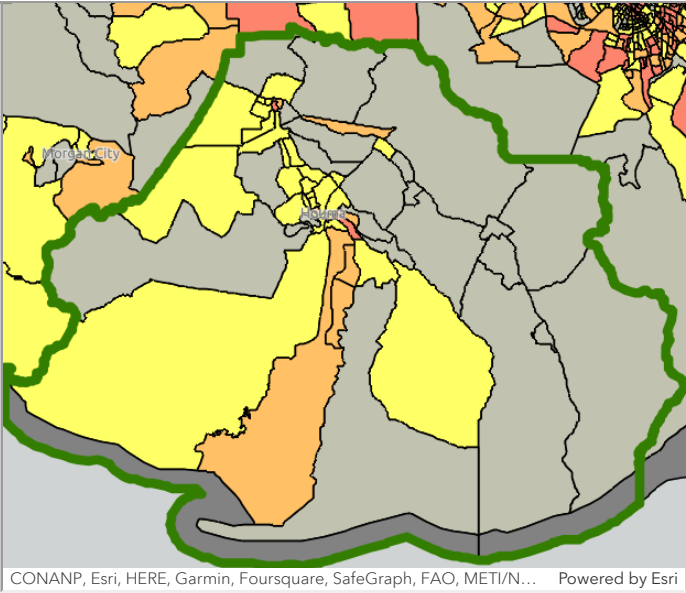 Morgan City
Houma
CONANP, Esri, HERE, Garmin, Foursquare, SafeGraph, FAO, METI/N... Powered by Esri